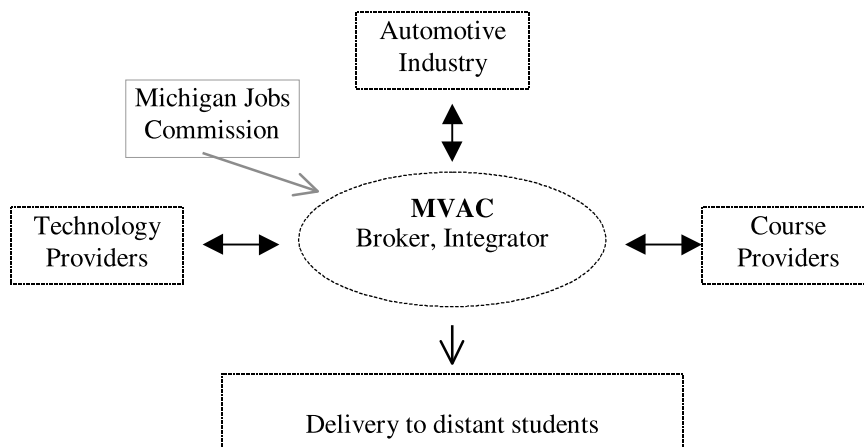 Automotive
Industry
Michigan Jobs
Commission
MVAC
Broker, Integrator
Technology
Providers
Course
Providers
Delivery to distant students